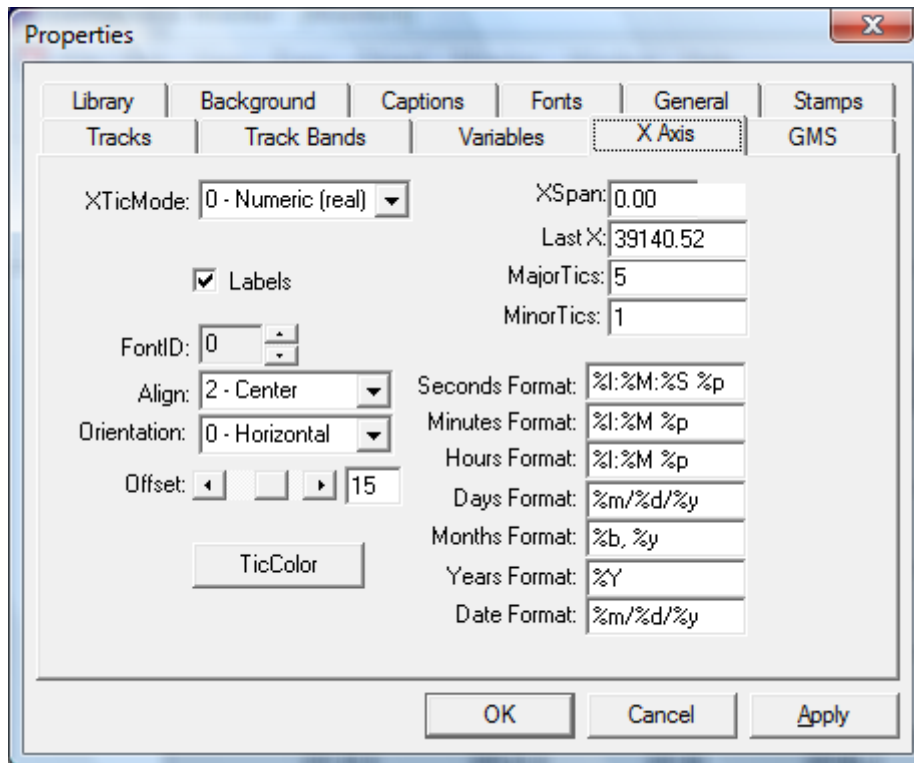 Properties
Library Background Captions Fonts General Stamps
Tracks Track Bands Variables X Axis GMS
XTicMode: 0 - Numeric (real)
XSpan: 0.00
Last X: 39140.52
Labels
MajorTics: 5
MinorTics: 1
FontID: 0
Align: 2 - Center
Orientation: 0 - Horizontal
Offset: 15
TicColor
Seconds Format: %I:%M:%S %p
Minutes Format: %I:%M %p
Hours Format: %I:%M %p
Days Format: %m/%d/%y
Months Format: %b, %y
Years Format: %Y
Date Format: %m/%d/%y
OK Cancel Apply